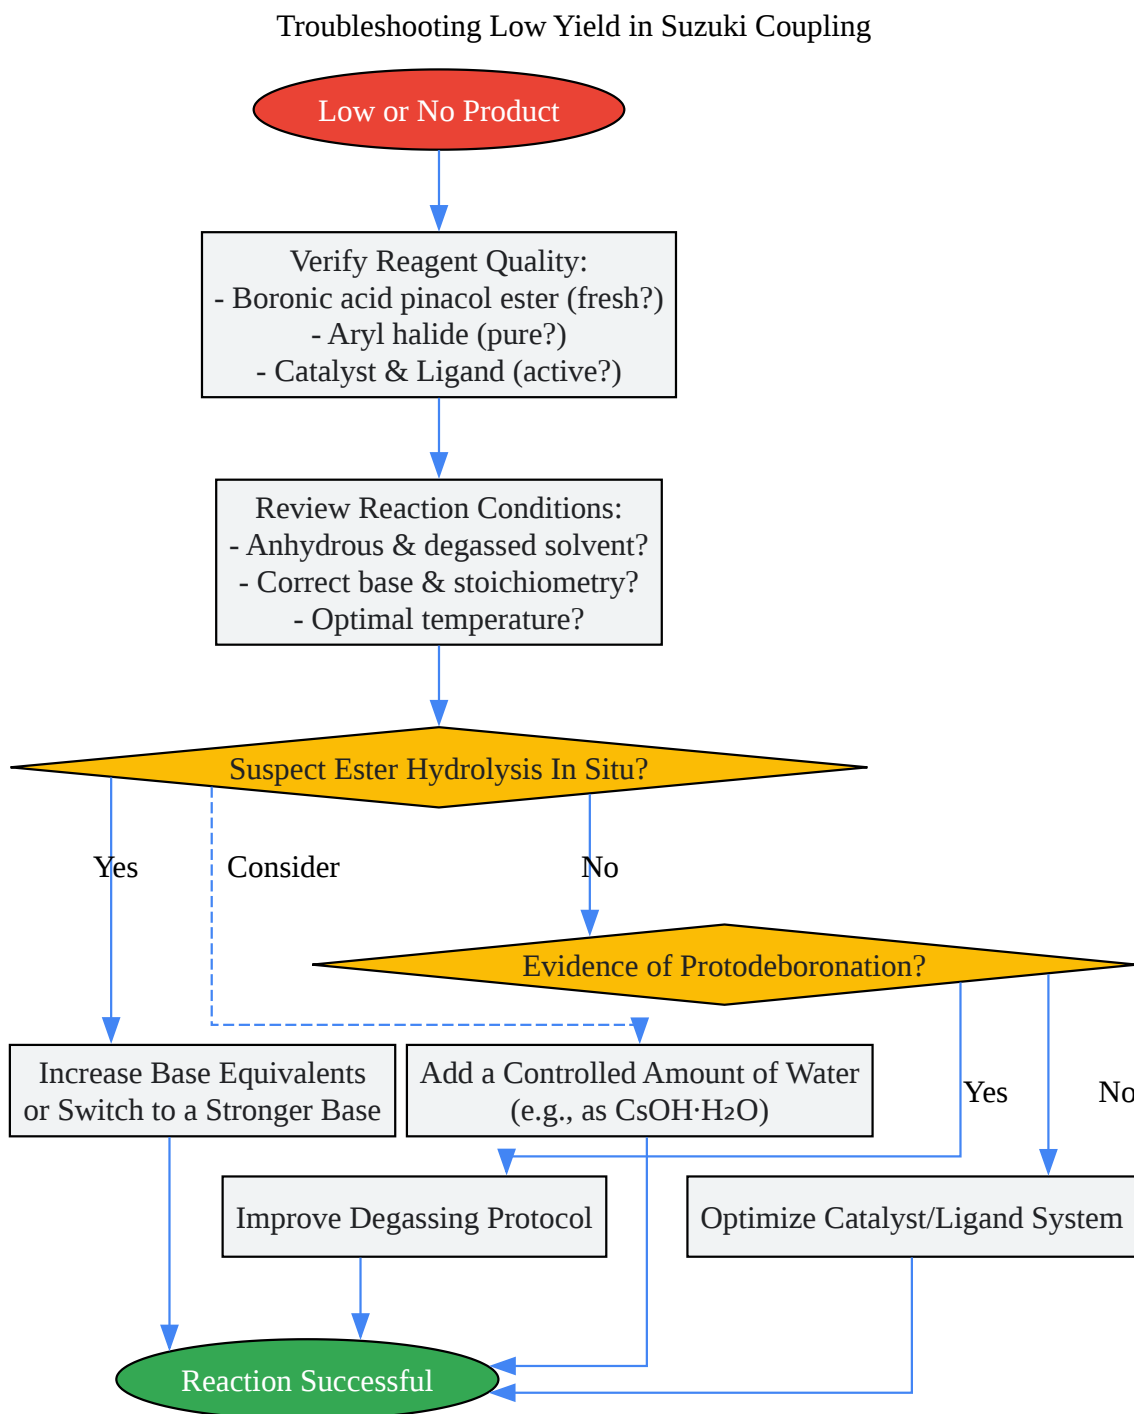 Troubleshooting Low Yield in Suzuki Coupling
Low or No Product
Verify Reagent Quality:
- Boronic acid pinacol ester (fresh?)
- Aryl halide (pure?)
- Catalyst & Ligand (active?)
Review Reaction Conditions:
- Anhydrous & degassed solvent?
- Correct base & stoichiometry?
- Optimal temperature?
Suspect Ester Hydrolysis In Situ?
Yes
Consider
No
Evidence of Protodeboronation?
Increase Base Equivalents
or Switch to a Stronger Base
Add a Controlled Amount of Water
(e.g., as CsOH·H₂O)
Yes
No
Improve Degassing Protocol
Optimize Catalyst/Ligand System
Reaction Successful